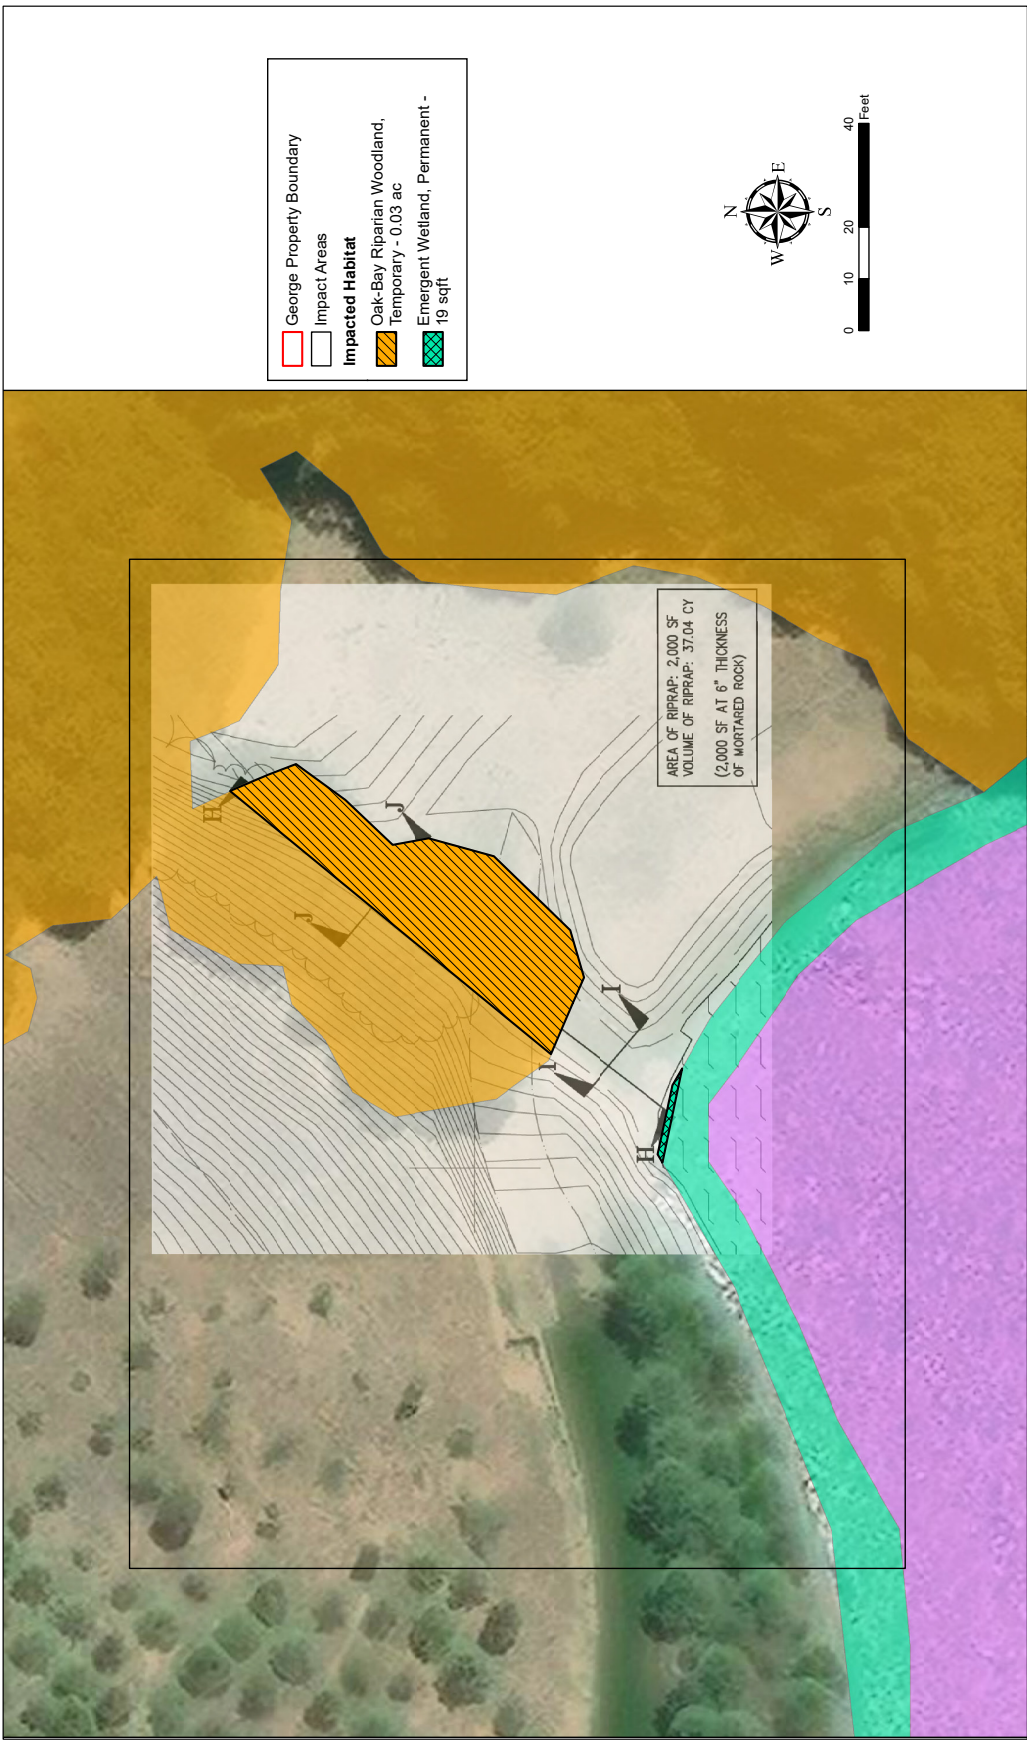 George Property Boundary
Impact Areas
Impacted Habitat
Oak-Bay Riparian Woodland,
Temporary - 0.03 ac
Emergent Wetland, Permanent -
19 sqft
N
W
E
S
0
10
20
40
Feet
AREA OF RIPRAP: 2,000 SF
VOLUME OF RIPRAP: 37.04 CY
(2,000 SF AT 6" THICKNESS
OF MORTARED ROCK)
H
J
J
I
I
H